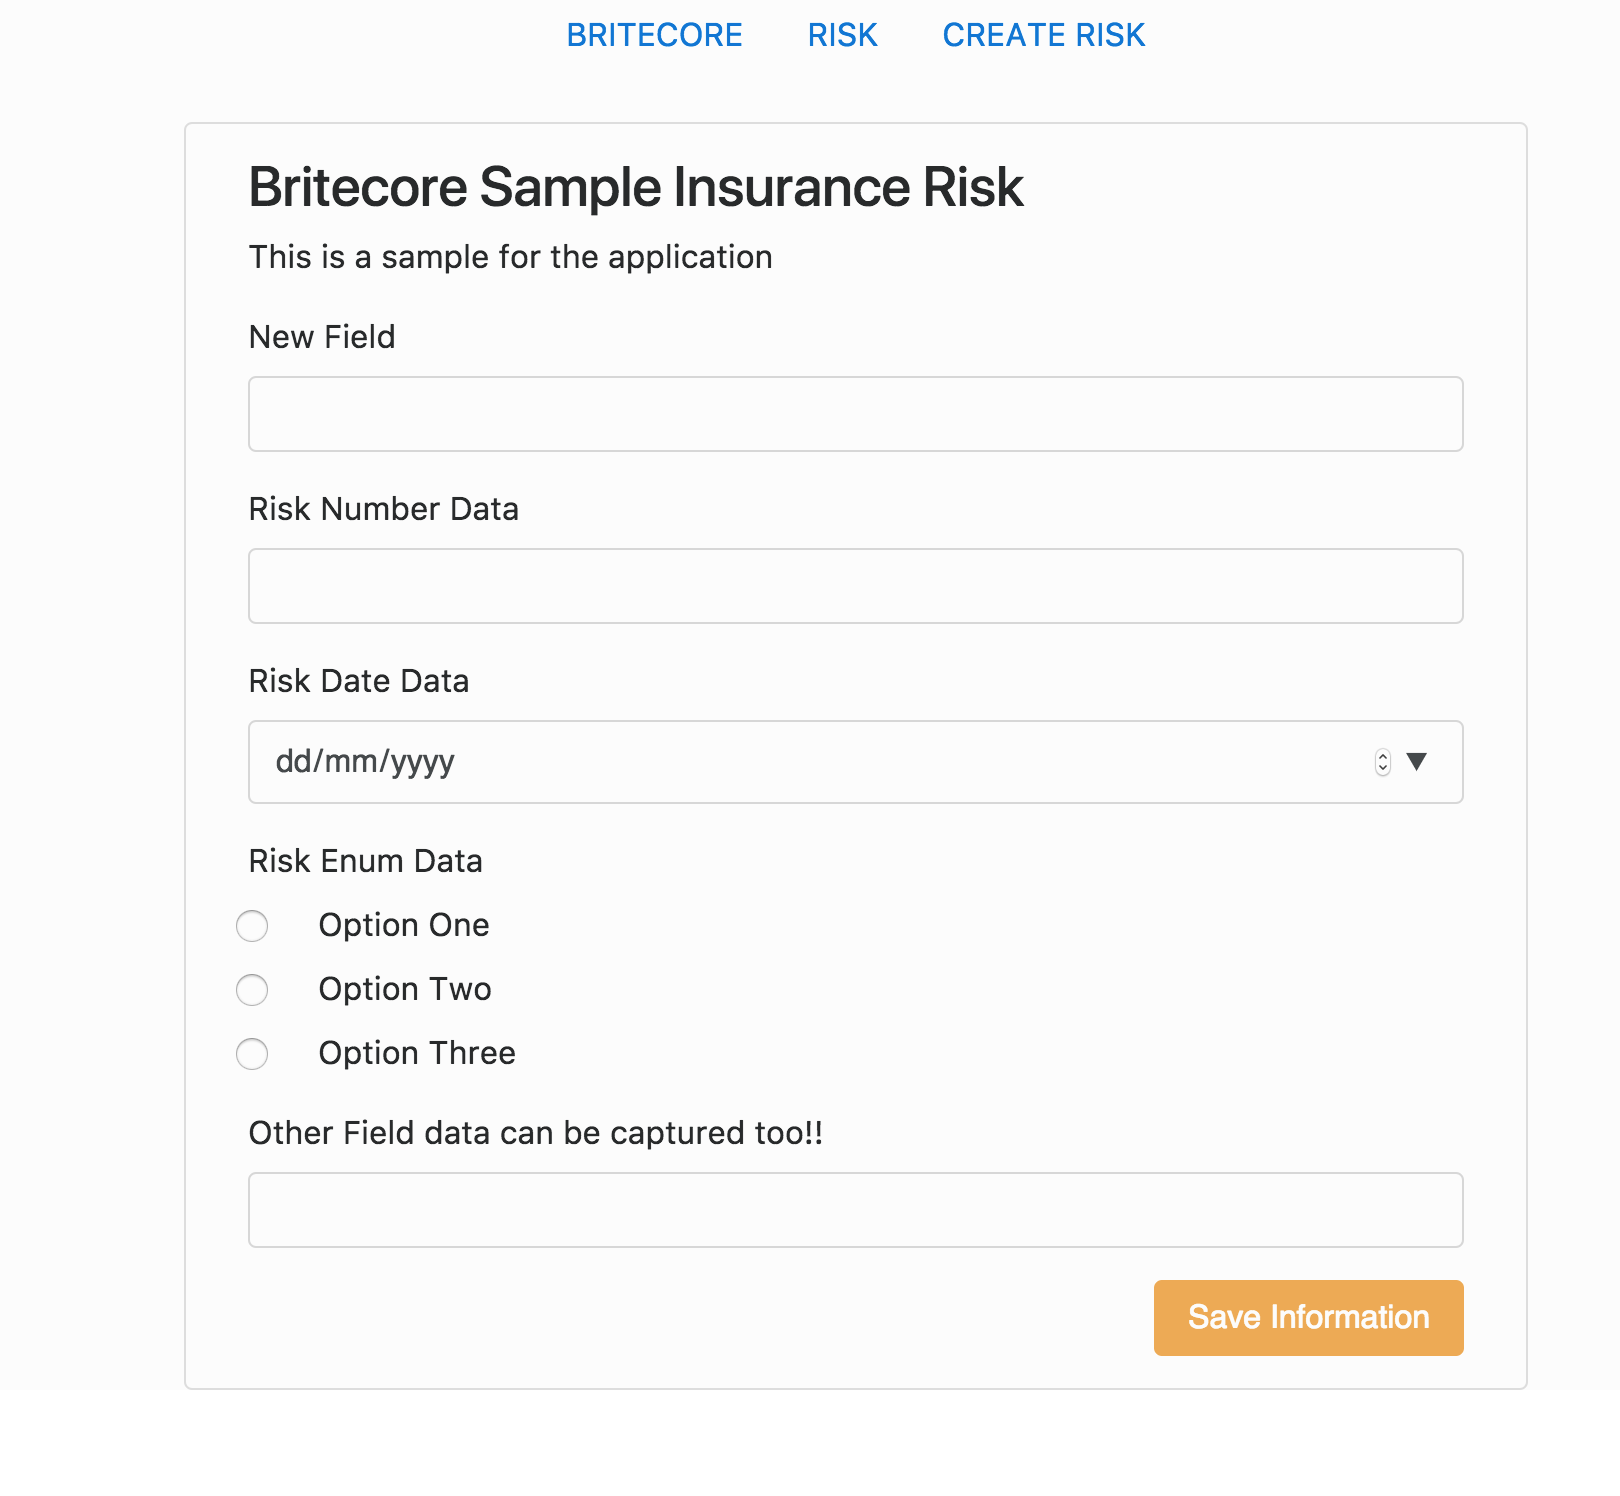 BRITECORE RISK CREATE RISK
Britecore Sample Insurance Risk
This is a sample for the application
New Field
Risk Number Data
Risk Date Data
dd/mm/yyyy
Risk Enum Data
Option One
Option Two
Option Three
Other Field data can be captured too!!
Save Information